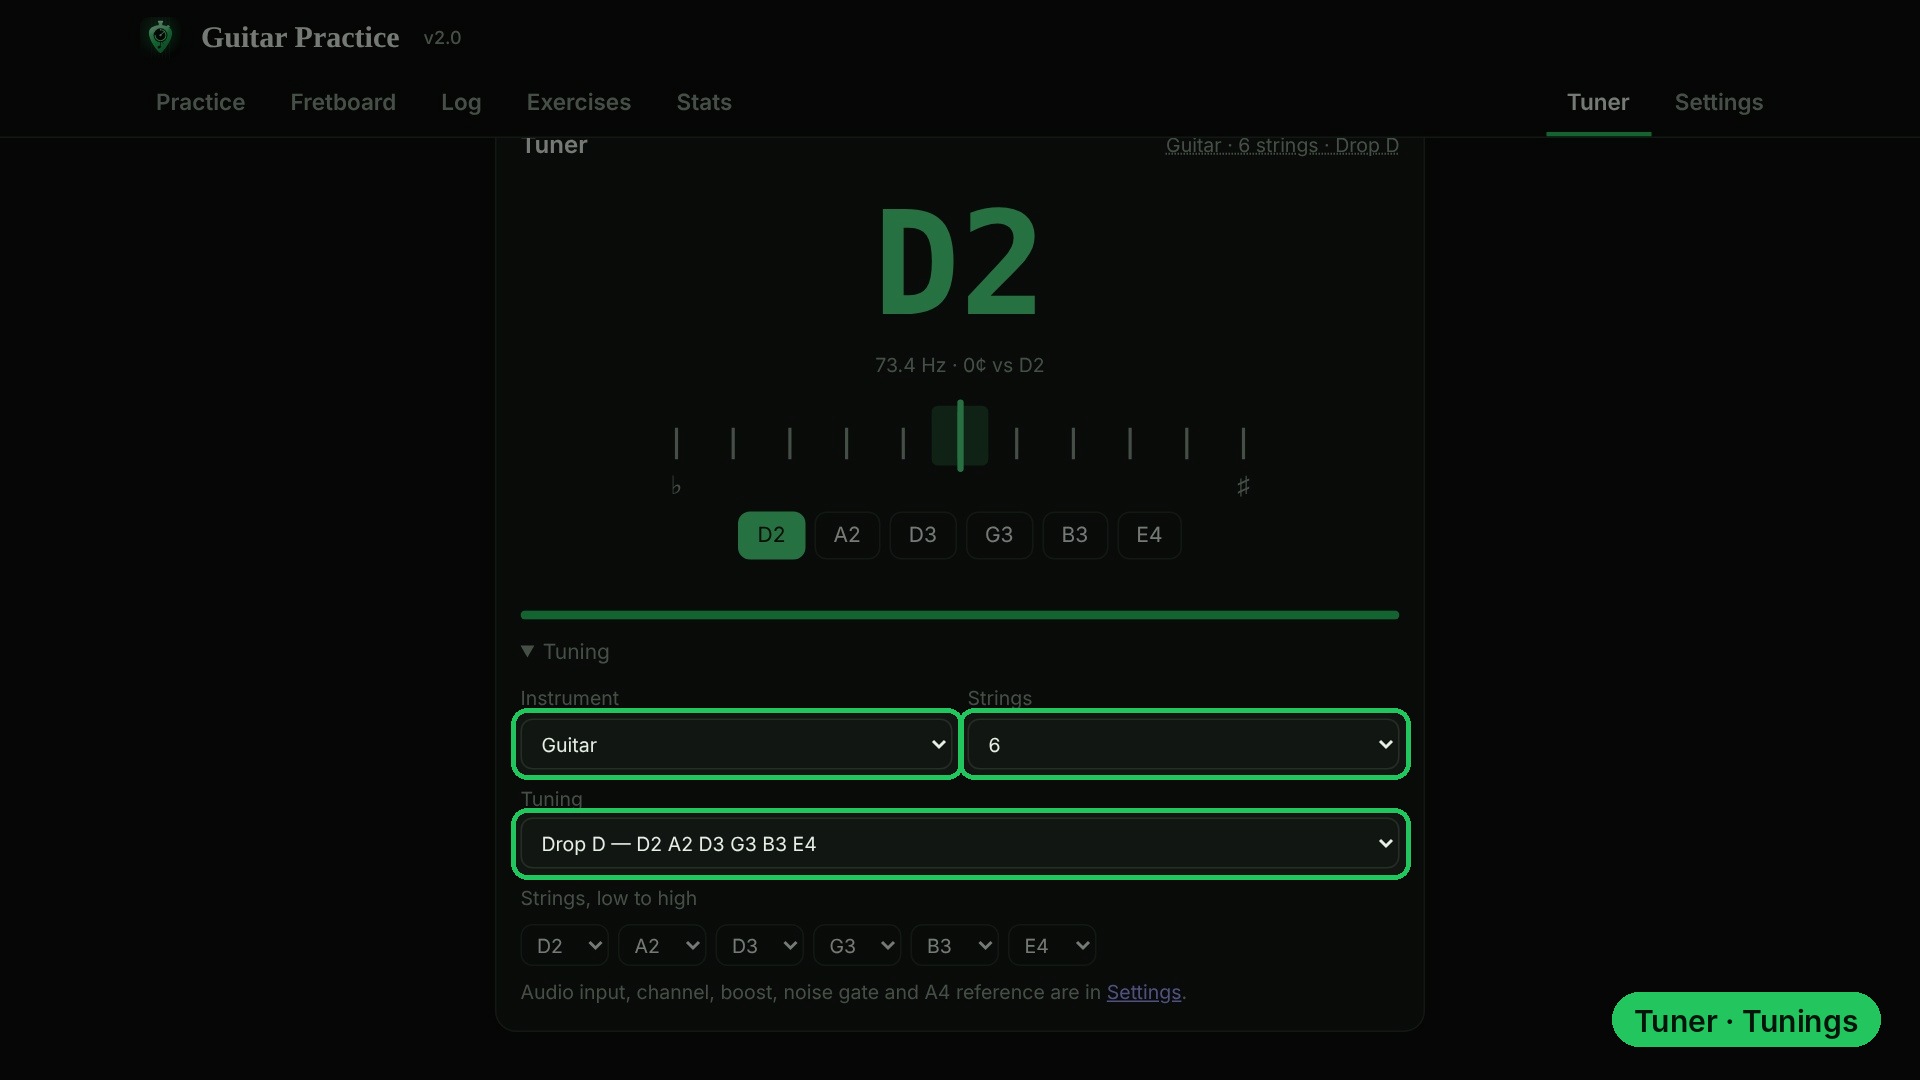 Guitar Practice v2.0
Practice Fretboard Log Exercises Stats Tuner Settings
Tuner Guitar · 6 strings · Drop D
D2
73.4 Hz · 0¢ vs D2
♭ ♯
D2 A2 D3 G3 B3 E4
▼ Tuning
Instrument Strings
Guitar 6
Tuning
Drop D — D2 A2 D3 G3 B3 E4
Strings, low to high
D2 A2 D3 G3 B3 E4
Audio input, channel, boost, noise gate and A4 reference are in Settings.
Tuner · Tunings